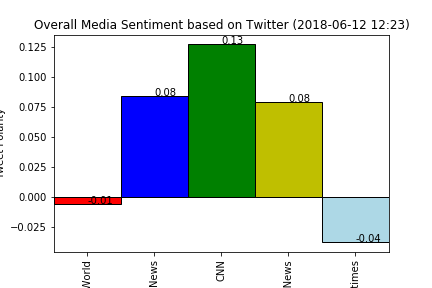 Overall Media Sentiment based on Twitter (2018-06-12 12:23)
0.125
0.100
0.075
0.050
0.025
0.000
−0.025
-0.01
0.08
0.13
0.08
-0.04
World
News
CNN
News
times